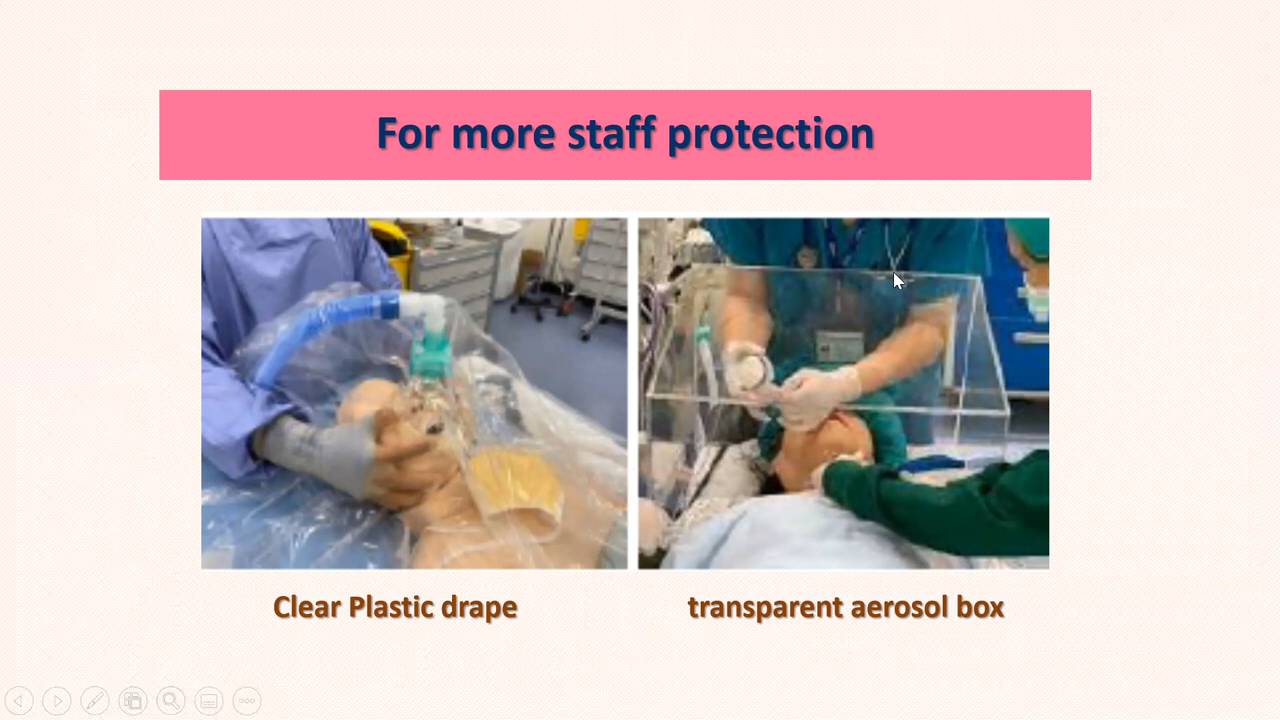 For more staff protection
Clear Plastic drape
transparent aerosol box